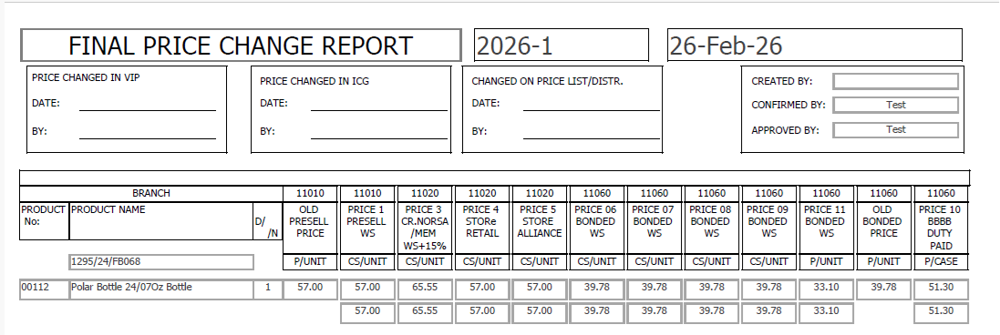 FINAL PRICE CHANGE REPORT 2026-1 26-Feb-26
PRICE CHANGED IN VIP
DATE:
BY:
PRICE CHANGED IN ICG
DATE:
BY:
CHANGED ON PRICE LIST/DISTR.
DATE:
BY:
CREATED BY:
CONFIRMED BY: Test
APPROVED BY: Test
BRANCH 11010 11010 11020 11020 11020 11060 11060 11060 11060 11060 11060 11060
PRODUCT PRODUCT NAME OLD PRICE 1 PRICE 3 PRICE 4 PRICE 5 PRICE 06 PRICE 07 PRICE 08 PRICE 09 PRICE 11 OLD PRICE 10
No: D/ PRESELL PRESELL CR.NORSA STORe STORE BONDED BONDED BONDED BONDED BONDED BONDED BBBB
/N PRICE WS /MEM RETAIL ALLIANCE WS WS WS WS WS PRICE DUTY
WS+15% PAID
1295/24/FB068 P/UNIT CS/UNIT CS/UNIT CS/UNIT CS/UNIT CS/UNIT CS/UNIT CS/UNIT CS/UNIT P/UNIT P/UNIT P/CASE
00112 Polar Bottle 24/07Oz Bottle 1 57.00 57.00 65.55 57.00 57.00 39.78 39.78 39.78 39.78 33.10 39.78 51.30
57.00 65.55 57.00 57.00 39.78 39.78 39.78 39.78 33.10 51.30